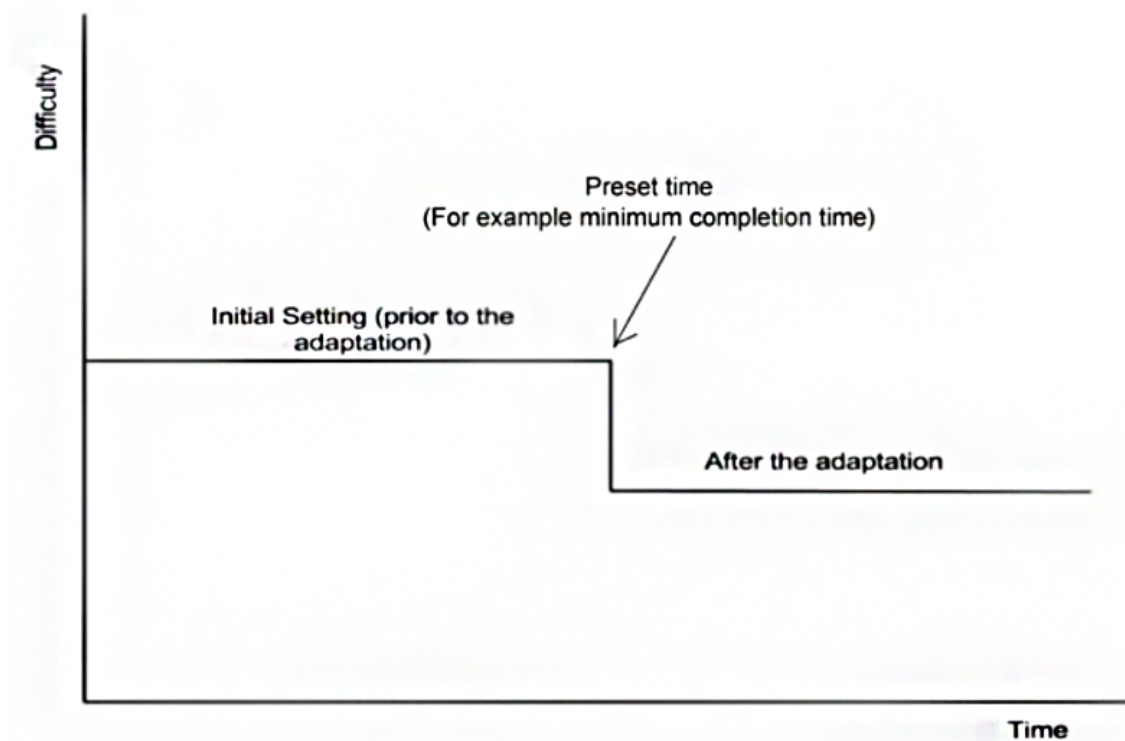 Difficulty
Preset time
(For example minimum completion time)
Initial Setting (prior to the
adaptation)
After the adaptation
Time